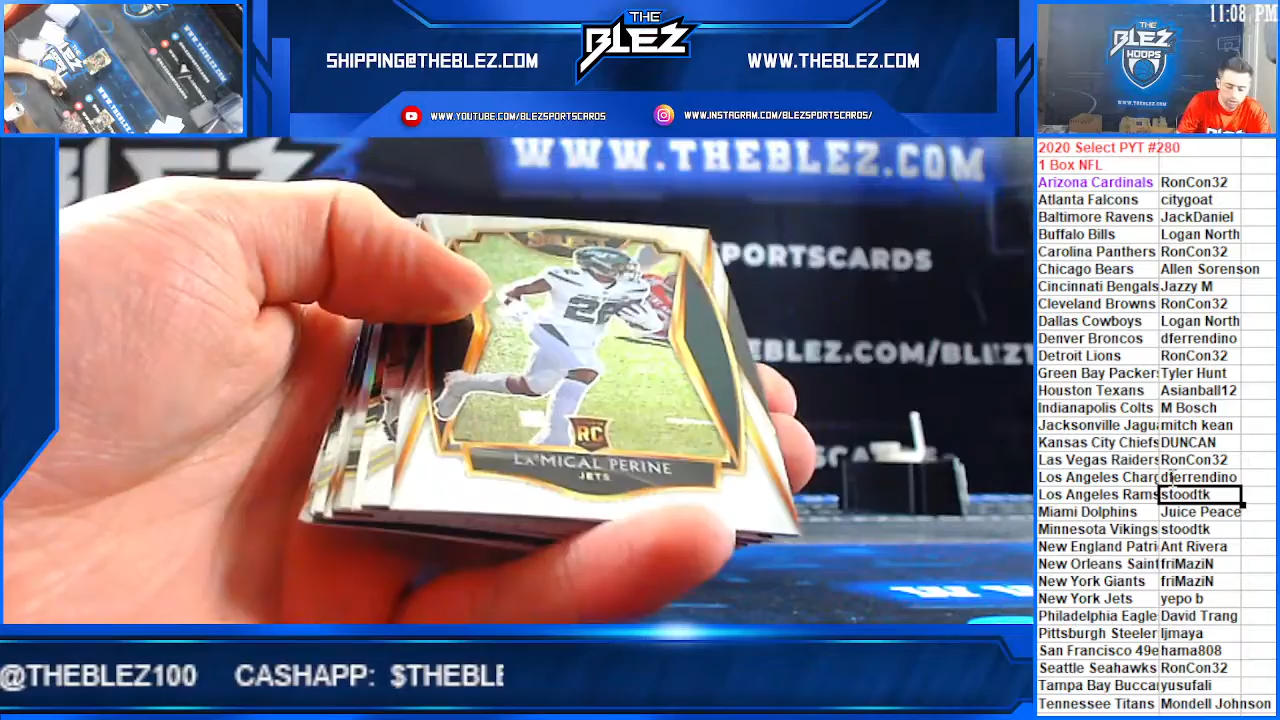 11:08 PM
THE
BLEZ
SHIPPING@THEBLEZ.COM
WWW.THEBLEZ.COM
WWW.YOUTUBE.COM/BLEZSPORTSCARDS
WWW.INSTAGRAM.COM/BLEZSPORTSCARDS/
THE
BLEZ
HOOPS
WWW.THEBLEZ.COM
SPORTSCARDS
LA'MICAL PERINE
JETS
RC
2020 Select PYT #280
1 Box NFL
Arizona Cardinals RonCon32
Atlanta Falcons citygoat
Baltimore Ravens JackDaniel
Buffalo Bills Logan North
Carolina Panthers RonCon32
Chicago Bears Allen Sorenson
Cincinnati Bengals Jazzy M
Cleveland Browns RonCon32
Dallas Cowboys Logan North
Denver Broncos dferrendino
Detroit Lions RonCon32
Green Bay Packer Tyler Hunt
Houston Texans Asianball12
Indianapolis Colts M Bosch
Jacksonville Jagua mitch kean
Kansas City Chiefs DUNCAN
Las Vegas Raiders RonCon32
Los Angeles Charg dferrendino
Los Angeles Rams stoodtk
Miami Dolphins Juice Peace
Minnesota Vikings stoodtk
New England Patri Ant Rivera
New Orleans Saint friMaziN
New York Giants friMaziN
New York Jets yepo b
Philadelphia Eagle David Trang
Pittsburgh Steeler ljmaya
San Francisco 49e hama808
Seattle Seahawks RonCon32
Tampa Bay Bucca yusufali
Tennessee Titans Mondell Johnson
@THEBLEZ100 CASHAPP: $THEBLE